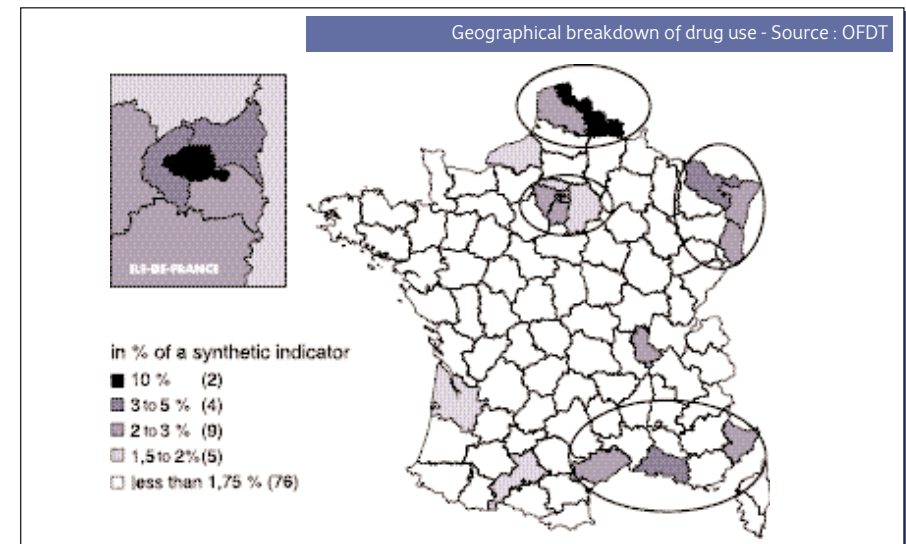 Geographical breakdown of drug use - Source : OFDT
ILE-DE-FRANCE
in % of a synthetic indicator
10 % (2)
3 to 5 % (4)
2 to 3 % (9)
1,5 to 2% (5)
less than 1,75 % (76)